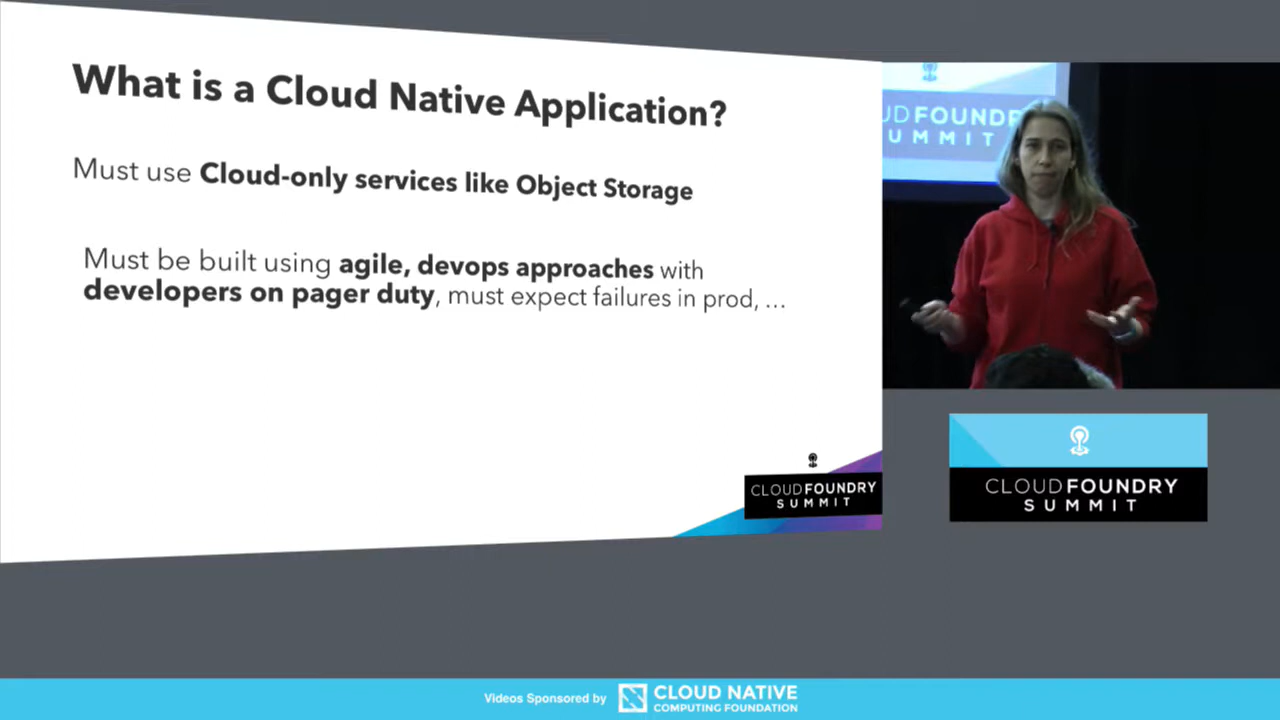 What is a Cloud Native Application?
Must use Cloud-only services like Object Storage
Must be built using agile, devops approaches with
developers on pager duty, must expect failures in prod, …
CLOUDFOUNDRY
SUMMIT
UDFOUNDR
UMMIT
CLOUDFOUNDRY
SUMMIT
Videos Sponsored by
CLOUD NATIVE
COMPUTING FOUNDATION